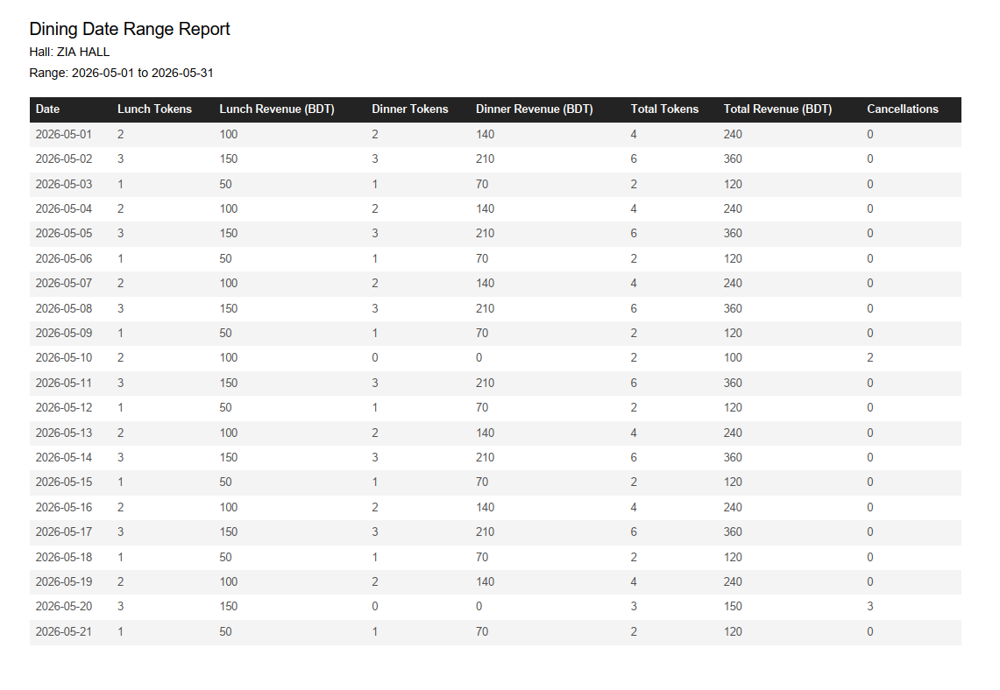 Dining Date Range Report
Hall: ZIA HALL
Range: 2026-05-01 to 2026-05-31
Date Lunch Tokens Lunch Revenue (BDT) Dinner Tokens Dinner Revenue (BDT) Total Tokens Total Revenue (BDT) Cancellations
2026-05-01 2 100 2 140 4 240 0
2026-05-02 3 150 3 210 6 360 0
2026-05-03 1 50 1 70 2 120 0
2026-05-04 2 100 2 140 4 240 0
2026-05-05 3 150 3 210 6 360 0
2026-05-06 1 50 1 70 2 120 0
2026-05-07 2 100 2 140 4 240 0
2026-05-08 3 150 3 210 6 360 0
2026-05-09 1 50 1 70 2 120 0
2026-05-10 2 100 0 0 2 100 2
2026-05-11 3 150 3 210 6 360 0
2026-05-12 1 50 1 70 2 120 0
2026-05-13 2 100 2 140 4 240 0
2026-05-14 3 150 3 210 6 360 0
2026-05-15 1 50 1 70 2 120 0
2026-05-16 2 100 2 140 4 240 0
2026-05-17 3 150 3 210 6 360 0
2026-05-18 1 50 1 70 2 120 0
2026-05-19 2 100 2 140 4 240 0
2026-05-20 3 150 0 0 3 150 3
2026-05-21 1 50 1 70 2 120 0